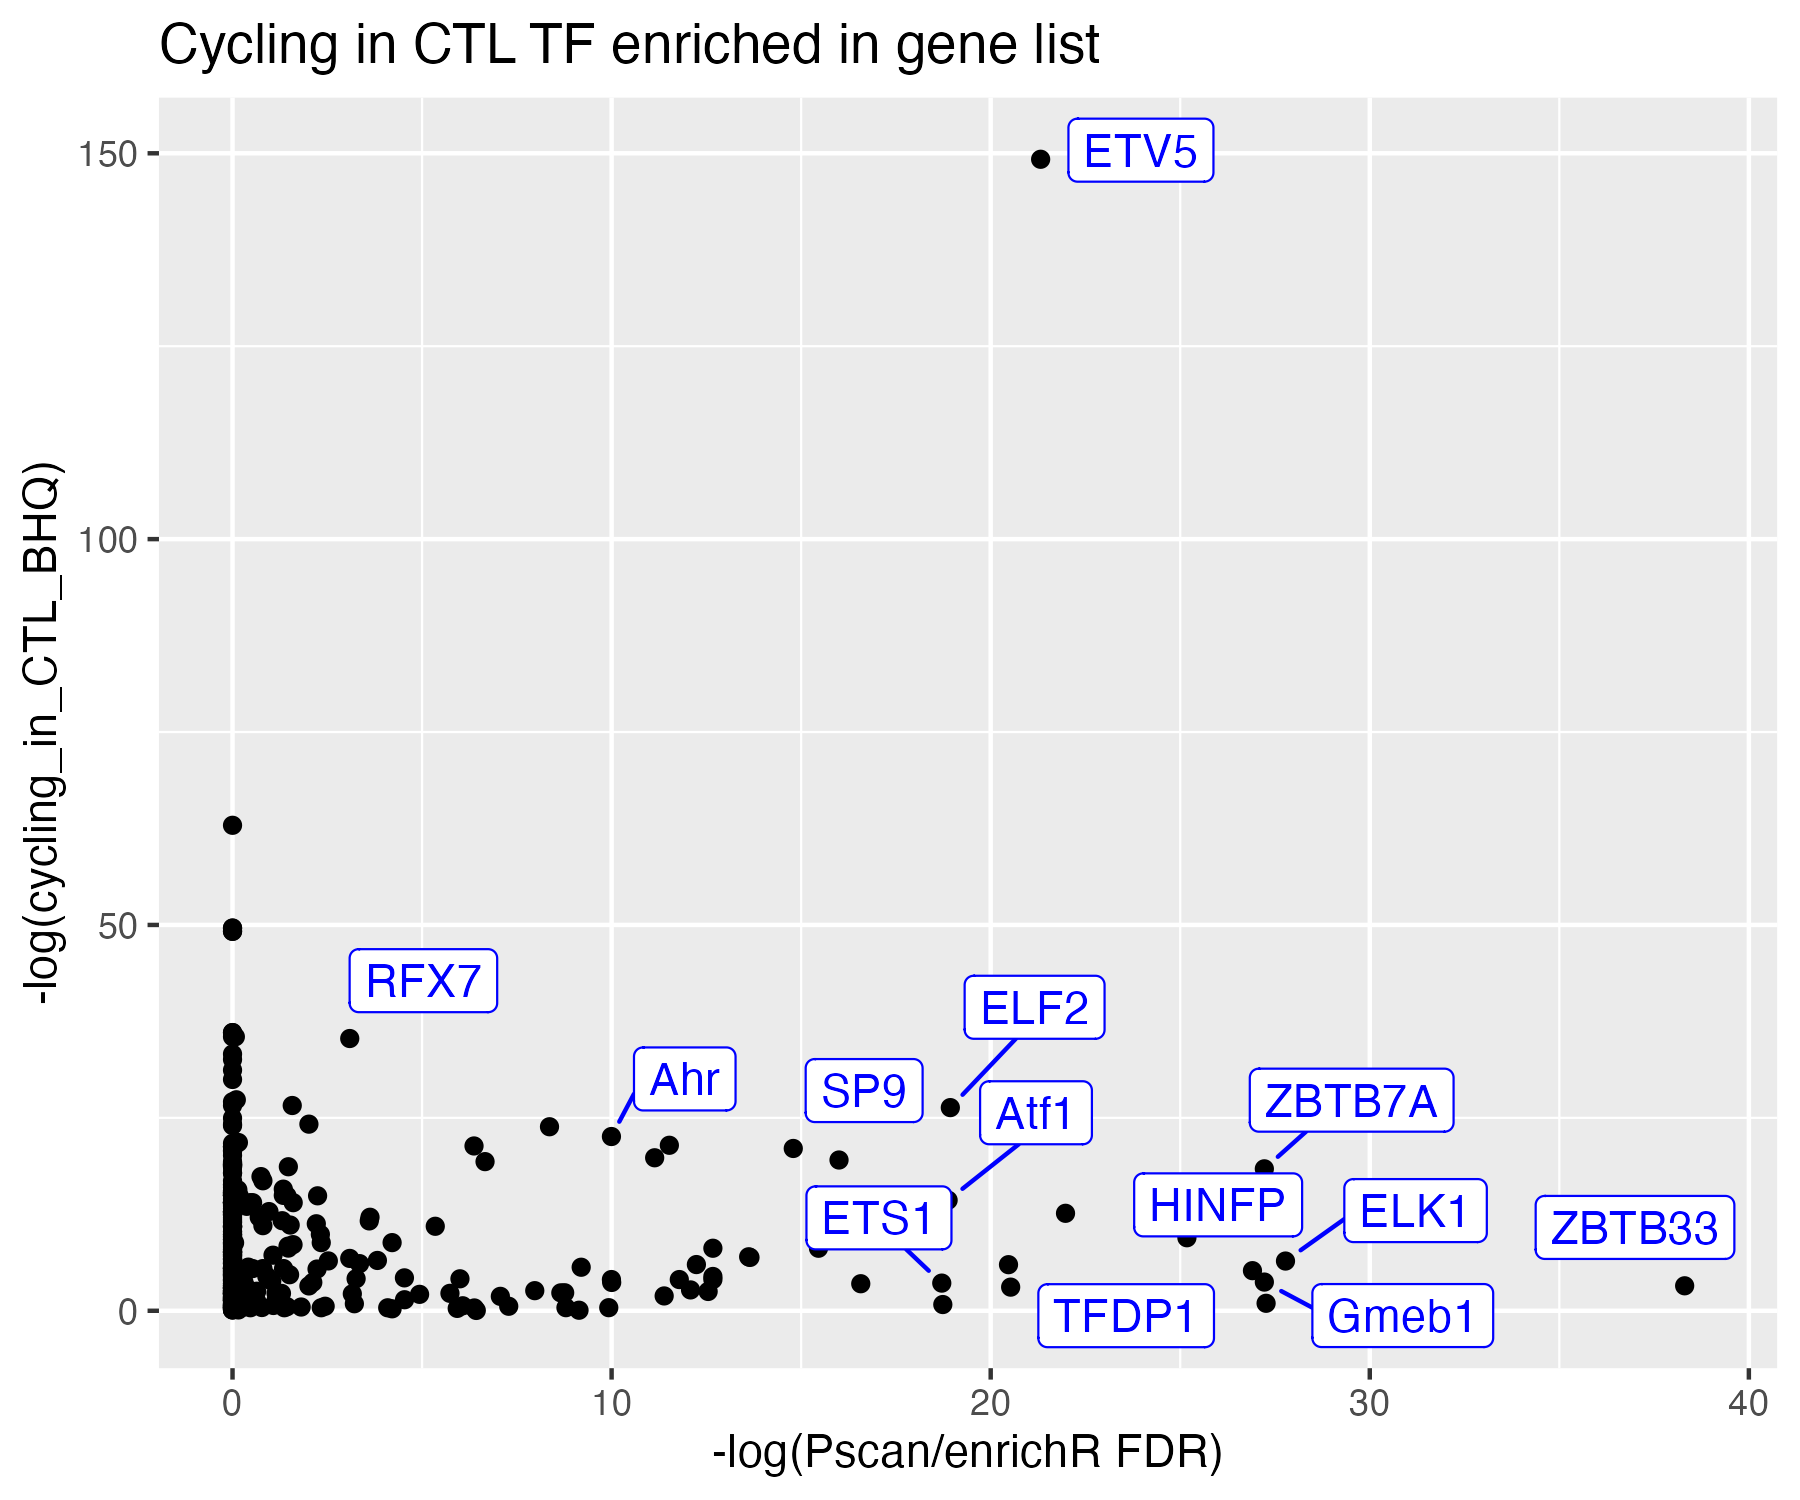 Cycling in CTL TF enriched in gene list
-log(cycling_in_CTL_BHQ)
150
100
50
0
ETV5
RFX7
ELF2
Ahr
SP9
ZBTB7A
Atf1
HINFP
ELK1
ETS1
ZBTB33
TFDP1
Gmeb1
0
10
20
30
40
-log(Pscan/enrichR FDR)